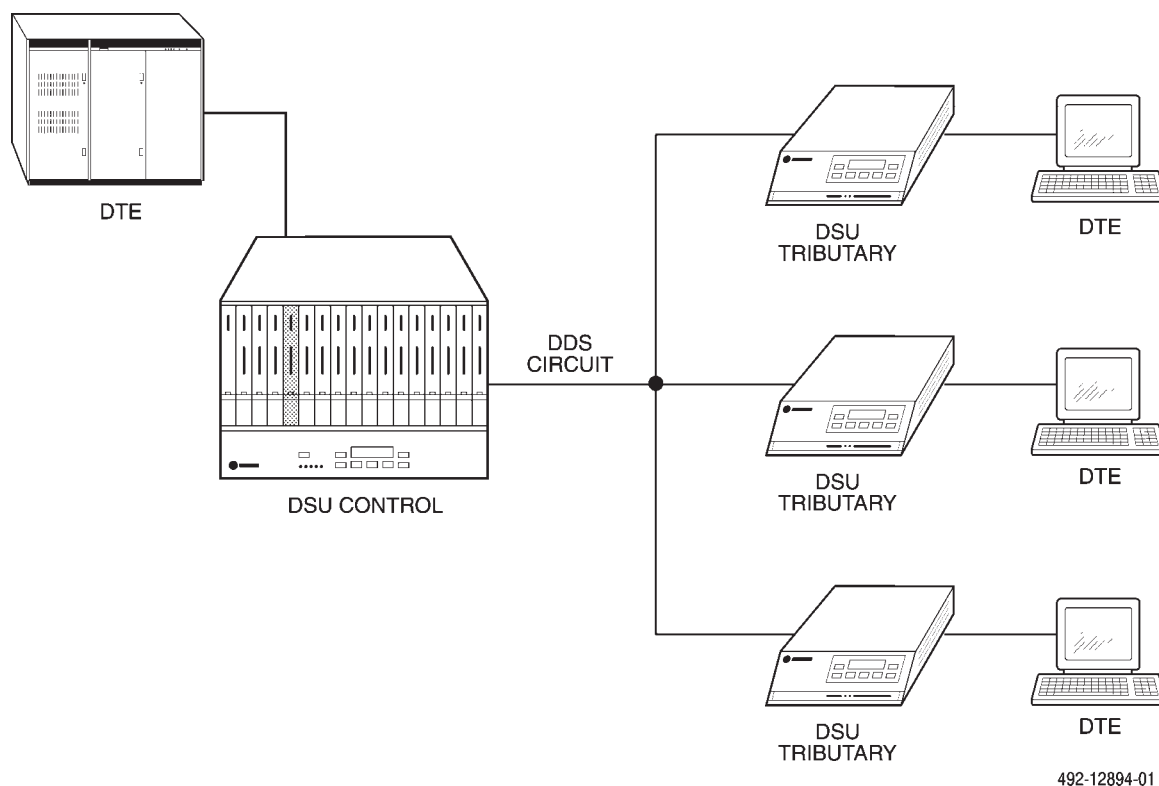 DTE
DSU CONTROL
DDS
CIRCUIT
DSU
TRIBUTARY
DTE
DSU
TRIBUTARY
DTE
DSU
TRIBUTARY
DTE
492-12894-01